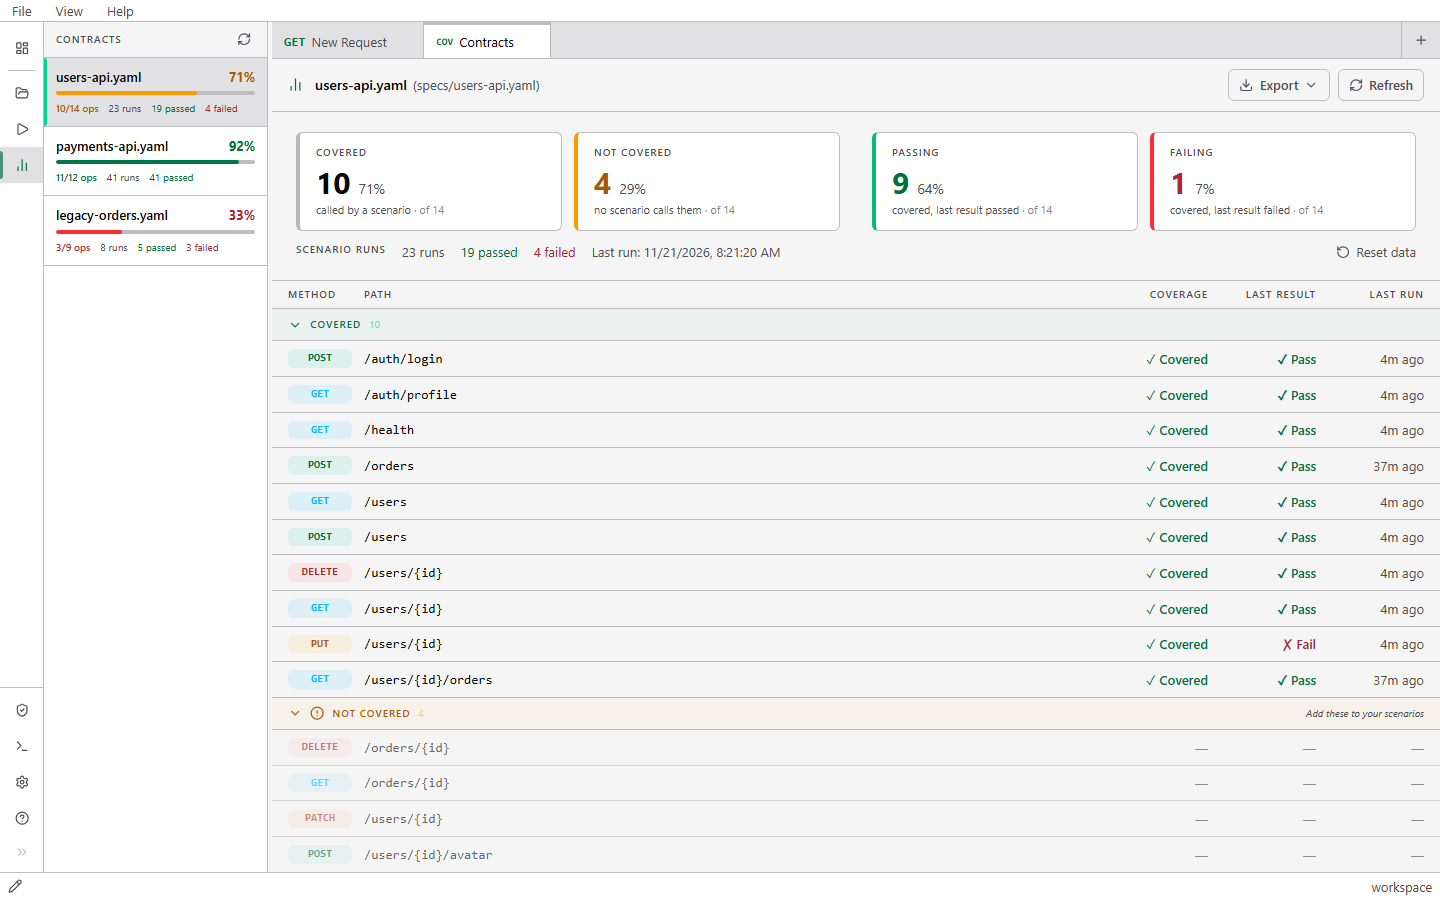 File View Help
CONTRACTS
users-api.yaml 71%
10/14 ops 23 runs 19 passed 4 failed
payments-api.yaml 92%
11/12 ops 41 runs 41 passed
legacy-orders.yaml 33%
3/9 ops 8 runs 5 passed 3 failed
GET New Request
COV Contracts
users-api.yaml (specs/users-api.yaml)
Export
Refresh
COVERED
10 71%
called by a scenario · of 14
NOT COVERED
4 29%
no scenario calls them · of 14
PASSING
9 64%
covered, last result passed · of 14
FAILING
1 7%
covered, last result failed · of 14
SCENARIO RUNS 23 runs 19 passed 4 failed Last run: 11/21/2026, 8:21:20 AM Reset data
METHOD PATH COVERAGE LAST RESULT LAST RUN
COVERED 10
POST /auth/login ✓ Covered ✓ Pass 4m ago
GET /auth/profile ✓ Covered ✓ Pass 4m ago
GET /health ✓ Covered ✓ Pass 4m ago
POST /orders ✓ Covered ✓ Pass 37m ago
GET /users ✓ Covered ✓ Pass 4m ago
POST /users ✓ Covered ✓ Pass 4m ago
DELETE /users/{id} ✓ Covered ✓ Pass 4m ago
GET /users/{id} ✓ Covered ✓ Pass 4m ago
PUT /users/{id} ✓ Covered ✗ Fail 4m ago
GET /users/{id}/orders ✓ Covered ✓ Pass 37m ago
NOT COVERED 4 Add these to your scenarios
DELETE /orders/{id} — — —
GET /orders/{id} — — —
PATCH /users/{id} — — —
POST /users/{id}/avatar — — —
workspace